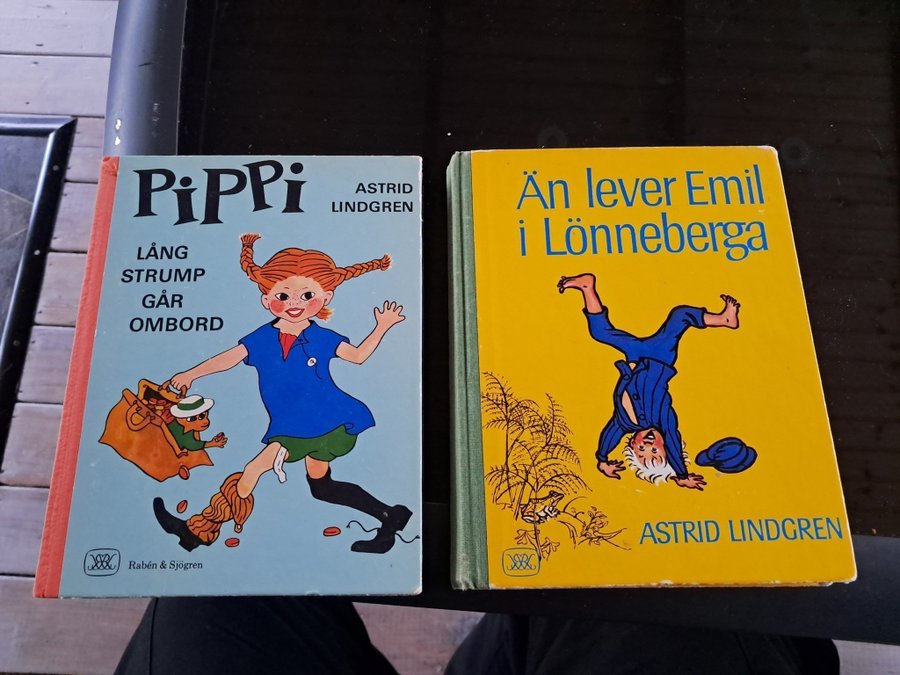 PiPPi
ASTRID
LINDGREN
LÅNG
STRUMP
GÅR
OMBORD
Rabén & Sjögren
Än lever Emil
i Lönneberga
ASTRID LINDGREN